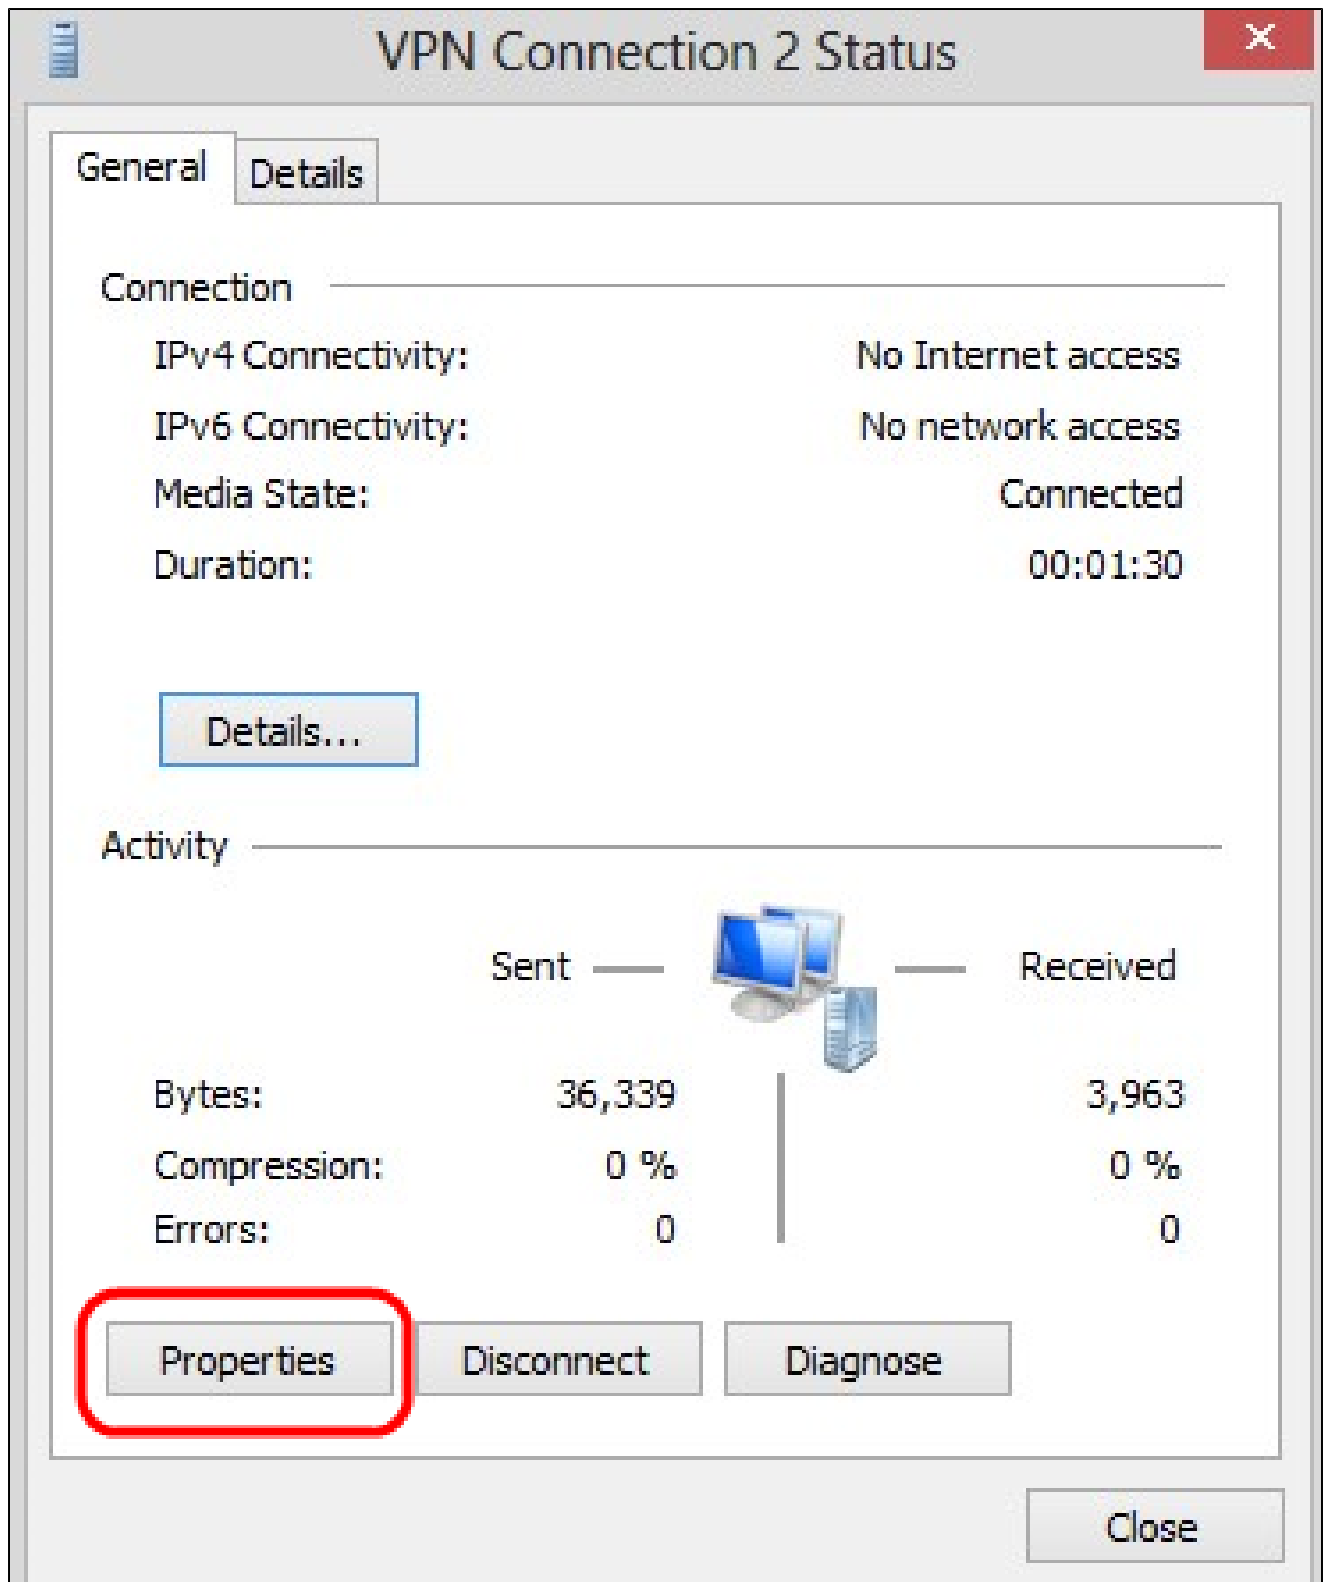 VPN Connection 2 Status
General Details
Connection
IPv4 Connectivity: No Internet access
IPv6 Connectivity: No network access
Media State: Connected
Duration: 00:01:30
Details...
Activity
Sent Received
Bytes: 36,339 3,963
Compression: 0 % 0 %
Errors: 0 0
Properties Disconnect Diagnose
Close